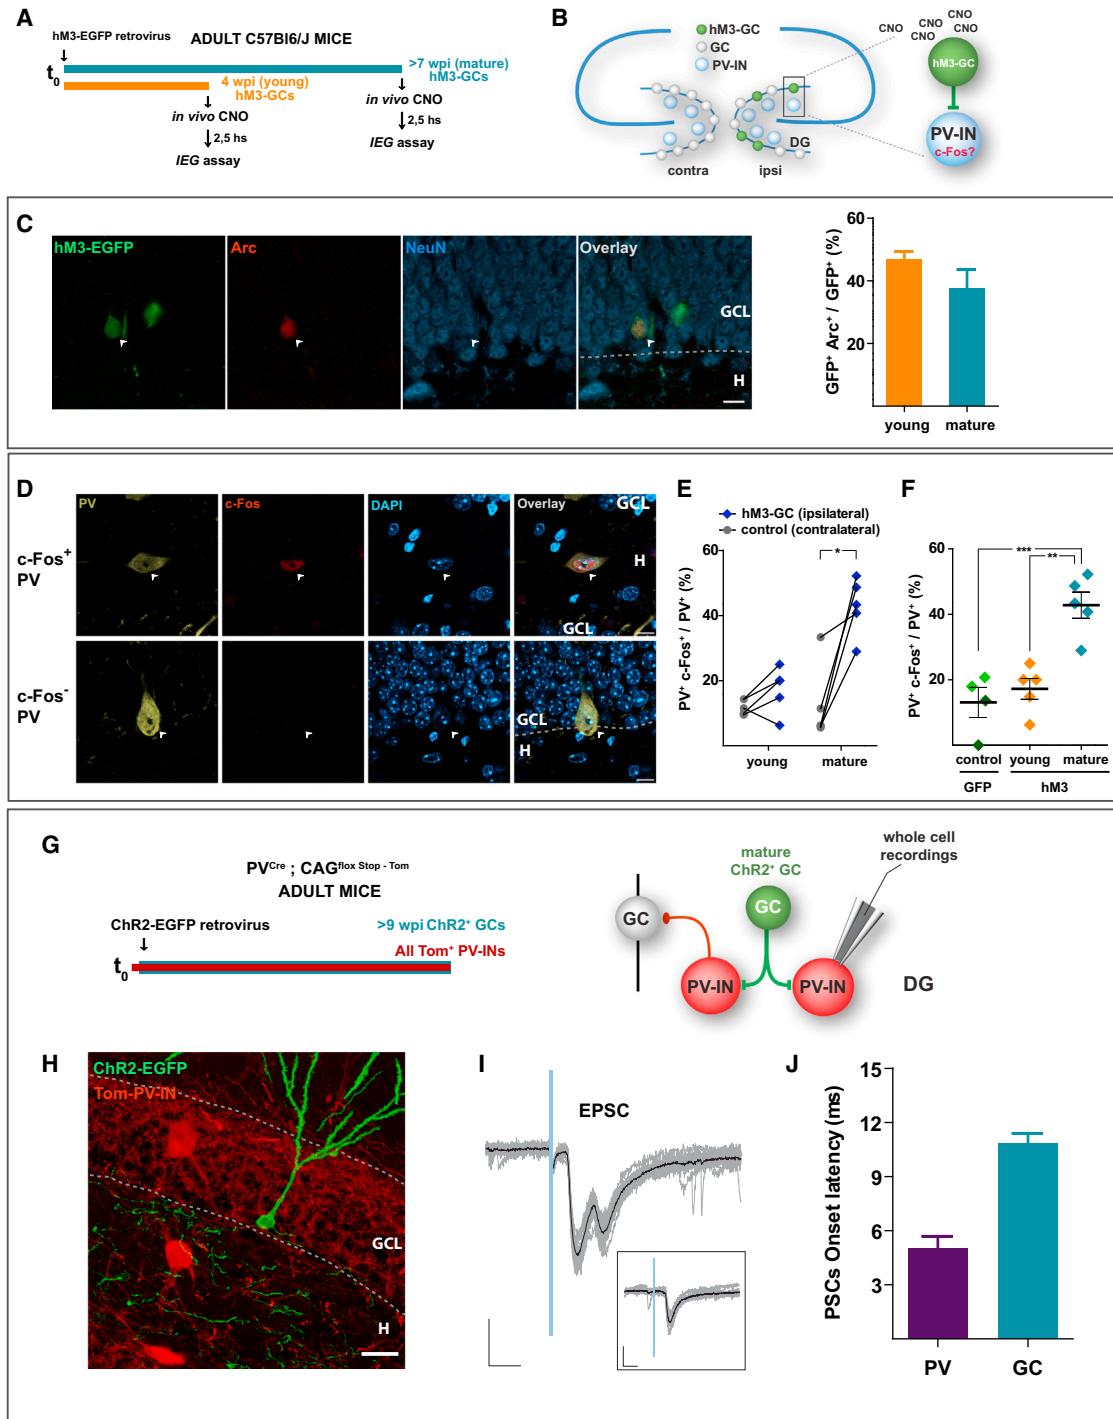 A
hM3-EGFP retrovirus
ADULT C57Bl6/J MICE
t0
>7 wpi (mature)
hM3-GCs
4 wpi (young)
hM3-GCs
in vivo CNO
2,5 hs
IEG assay
in vivo CNO
2,5 hs
IEG assay
B
hM3-GC
GC
PV-IN
contra
ipsi
DG
CNO
CNO
CNO
CNO
CNO
hM3-GC
PV-IN
c-Fos?
C
hM3-EGFP
Arc
NeuN
Overlay
GCL
H
GFP+ Arc+ / GFP+ (%)
60
40
20
young
mature
D
PV
c-Fos
DAPI
Overlay
GCL
H
GCL
c-Fos+
PV
c-Fos-
PV
GCL
H
E
hM3-GC (ipsilateral)
control (contralateral)
PV+ c-Fos+ / PV+ (%)
60
40
20
*
young
mature
F
PV+ c-Fos+ / PV+ (%)
60
40
20
0
***
**
control
young
mature
GFP
hM3
G
PVCre ; CAGflox Stop - Tom
ADULT MICE
ChR2-EGFP retrovirus
>9 wpi ChR2+ GCs
All Tom+ PV-INs
t0
mature
ChR2+ GC
whole cell
recordings
GC
GC
PV-IN
PV-IN
DG
H
ChR2-EGFP
Tom-PV-IN
GCL
H
I
EPSC
J
PSCs Onset latency (ms)
15
12
9
6
3
PV
GC